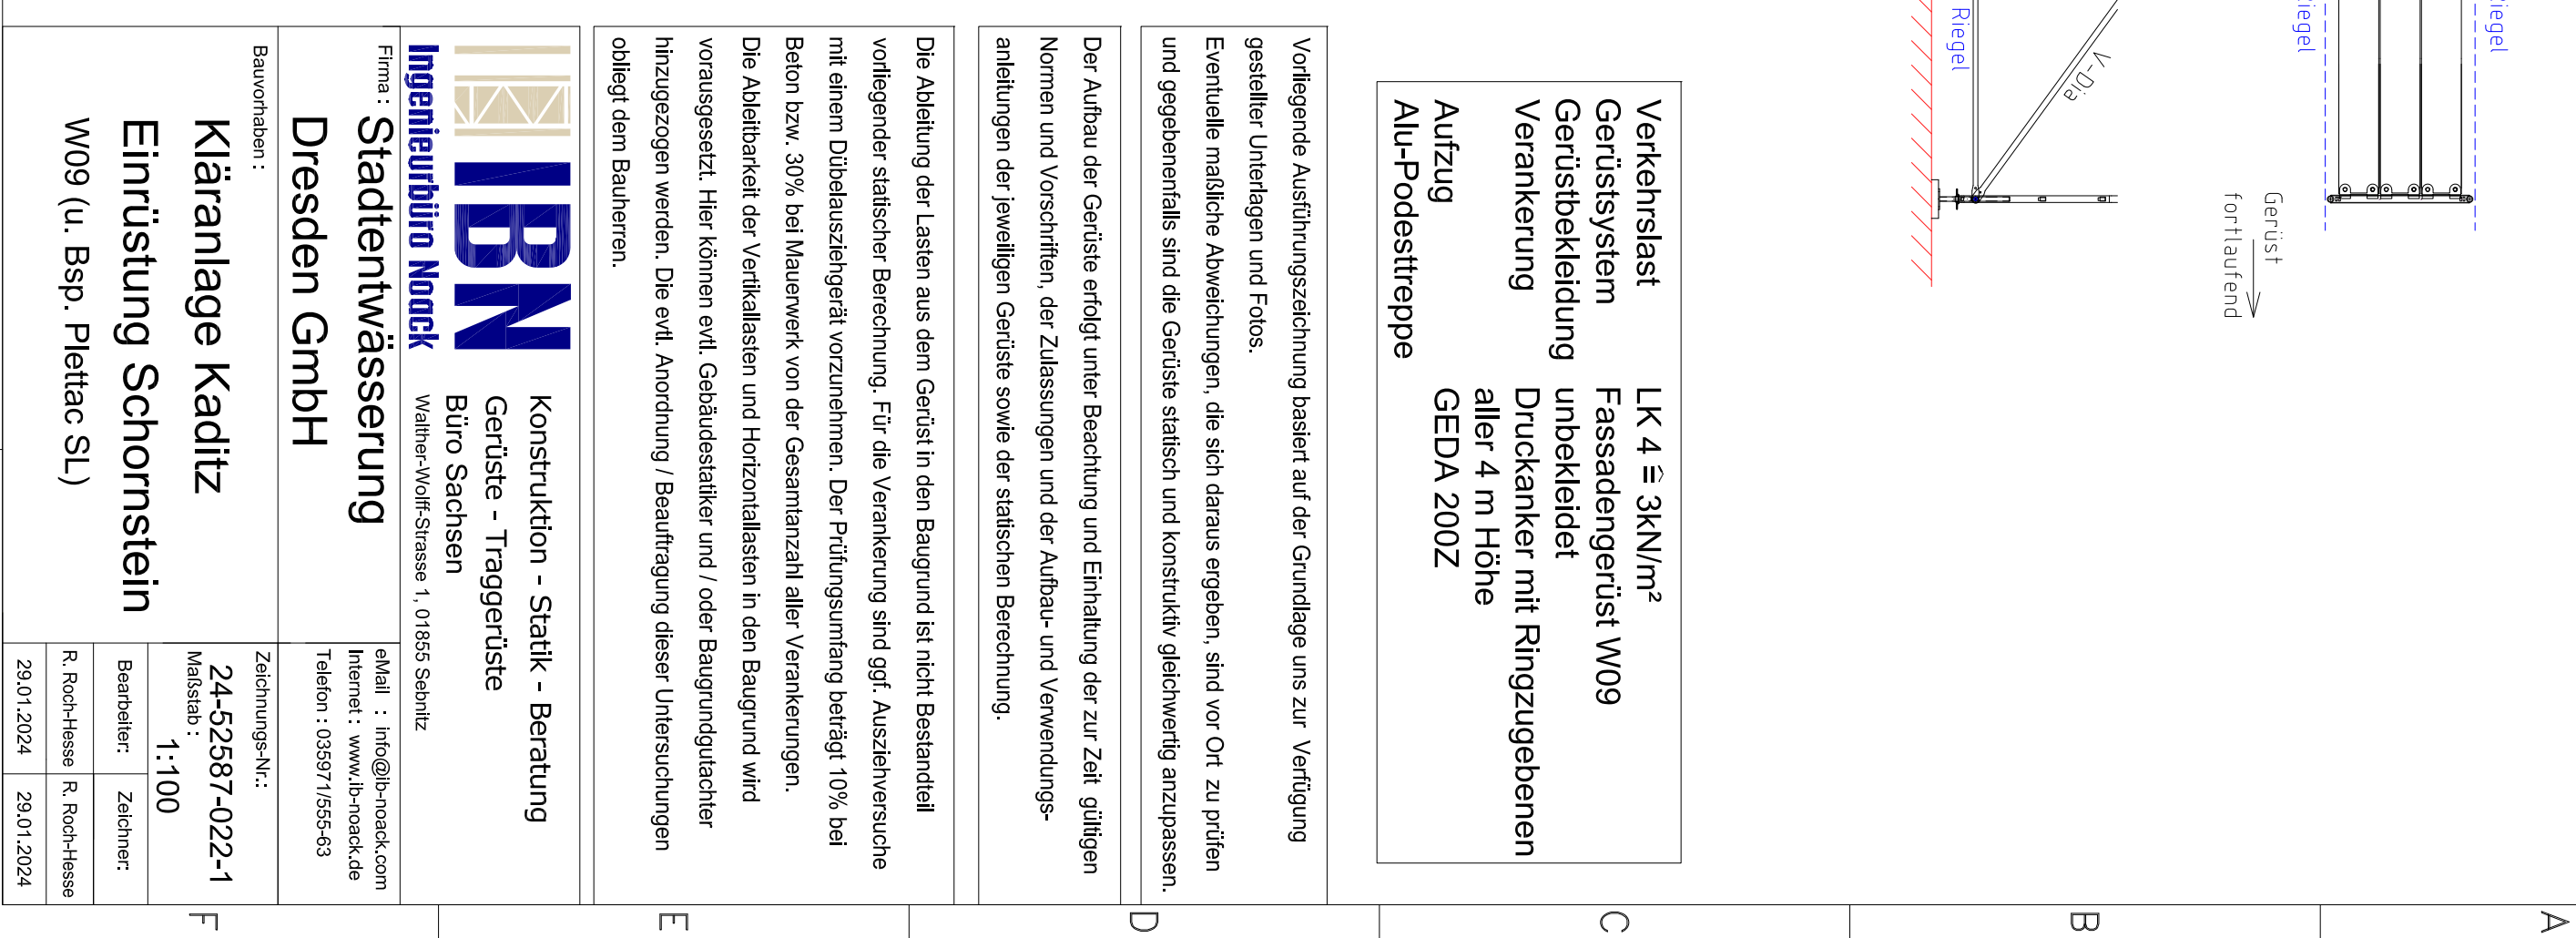 Riegel
Riegel
Riegel
V-Dia
Gerüst
fortlaufend
Verkehrslast LK 4 ≙ 3kN/m²
Gerüstsystem Fassadengerüst W09
Gerüstbekleidung unbekleidet
Verankerung Druckanker mit Ringzugebenen
aller 4 m Höhe
Aufzug GEDA 200Z
Alu-Podesttreppe
Vorliegende Ausführungszeichnung basiert auf der Grundlage uns zur Verfügung
gestellter Unterlagen und Fotos.
Eventuelle maßliche Abweichungen, die sich daraus ergeben, sind vor Ort zu prüfen
und gegebenenfalls sind die Gerüste statisch und konstruktiv gleichwertig anzupassen.
Der Aufbau der Gerüste erfolgt unter Beachtung und Einhaltung der zur Zeit gültigen
Normen und Vorschriften, der Zulassungen und der Aufbau- und Verwendungs-
anleitungen der jeweiligen Gerüste sowie der statischen Berechnung.
Die Ableitung der Lasten aus dem Gerüst in den Baugrund ist nicht Bestandteil
vorliegender statischer Berechnung. Für die Verankerung sind ggf. Ausziehversuche
mit einem Dübelausziehgerät vorzunehmen. Der Prüfungsumfang beträgt 10% bei
Beton bzw. 30% bei Mauerwerk von der Gesamtanzahl aller Verankerungen.
Die Ableitbarkeit der Vertikallasten und Horizontallasten in den Baugrund wird
vorausgesetzt. Hier können evtl. Gebäudestatiker und / oder Baugrundgutachter
hinzugezogen werden. Die evtl. Anordnung / Beauftragung dieser Untersuchungen
obliegt dem Bauherren.
IBN
Ingenieurbüro Noack
Konstruktion - Statik - Beratung
Gerüste - Traggerüste
Büro Sachsen
Walther-Wolff-Strasse 1, 01855 Sebnitz
Firma :
Stadtentwässerung
Dresden GmbH
eMail : info@ib-noack.com
Internet : www.ib-noack.de
Telefon : 035971/555-63
Bauvorhaben :
Kläranlage Kaditz
Einrüstung Schornstein
W09 (u. Bsp. Plettac SL)
Zeichnungs-Nr.:
24-52587-022-1
Maßstab :
1:100
Bearbeiter: Zeichner:
R. Roch-Hesse R. Roch-Hesse
29.01.2024 29.01.2024
A
B
C
D
E
F